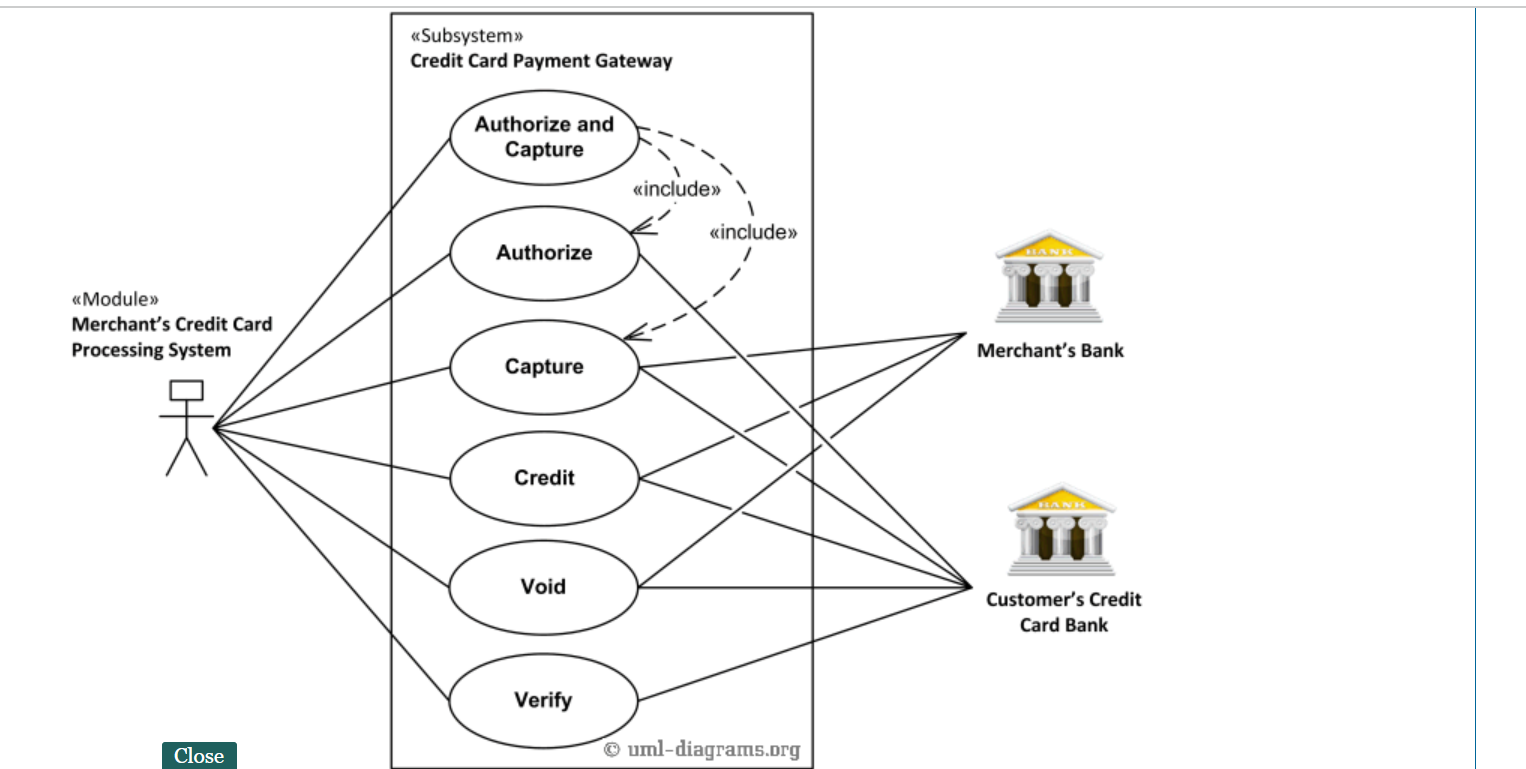 «Subsystem»
Credit Card Payment Gateway
Authorize and
Capture
«include»
«include»
Authorize
BANK
«Module»
Merchant's Credit Card
Processing System
Merchant's Bank
Capture
Credit
BANK
Void
Customer's Credit
Card Bank
Verify
© uml-diagrams.org
Close